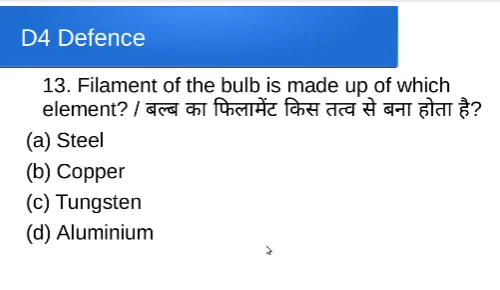 D4 Defence
13. Filament of the bulb is made up of which
element? / बल्ब का फिलामेंट किस तत्व से बना होता है?
(a) Steel
(b) Copper
(c) Tungsten
(d) Aluminium